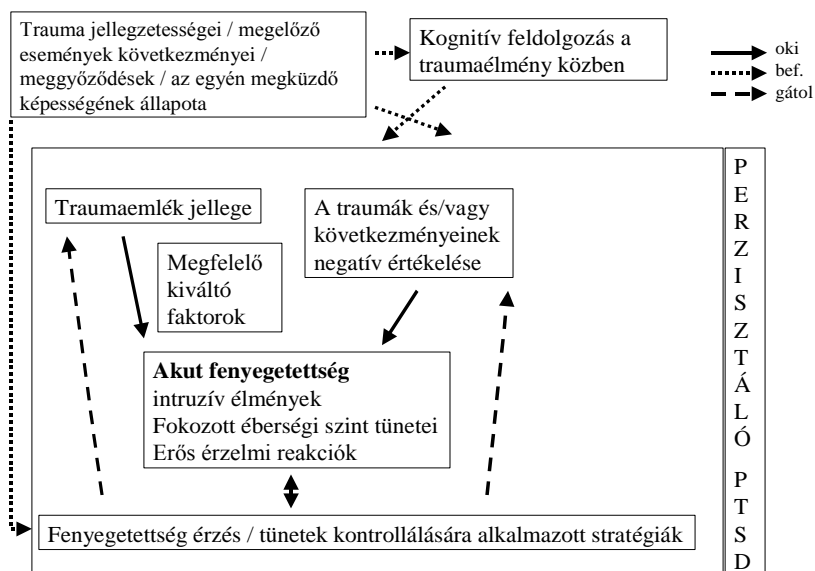 Trauma jellegzetességei / megelőző
események következményei /
meggyőződések / az egyén megküzdő
képességének állapota
Kognitív feldolgozás a
traumaélmény közben
oki
bef.
gátol
Traumaemlék jellege
A traumák és/vagy
következményeinek
negatív értékelése
Megfelelő
kiváltó
faktorok
Akut fenyegetettség
intruzív élmények
Fokozott éberségi szint tünetei
Erős érzelmi reakciók
Fenyegetettség érzés / tünetek kontrollálására alkalmazott stratégiák
P
E
R
Z
I
S
Z
T
Á
L
Ó
P
T
S
D